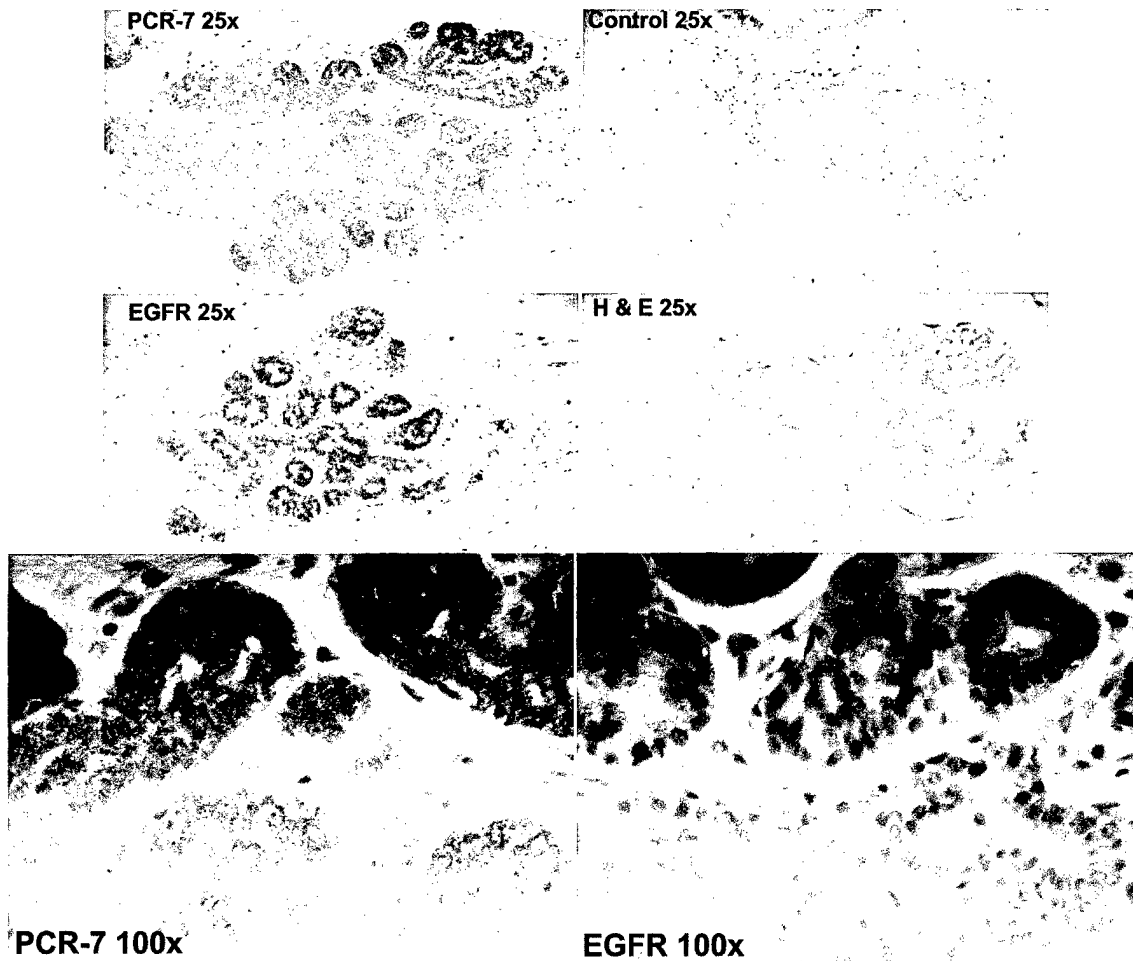 PCR-7 25x
Control 25x
EGFR 25x
H & E 25x
PCR-7 100x
EGFR 100x